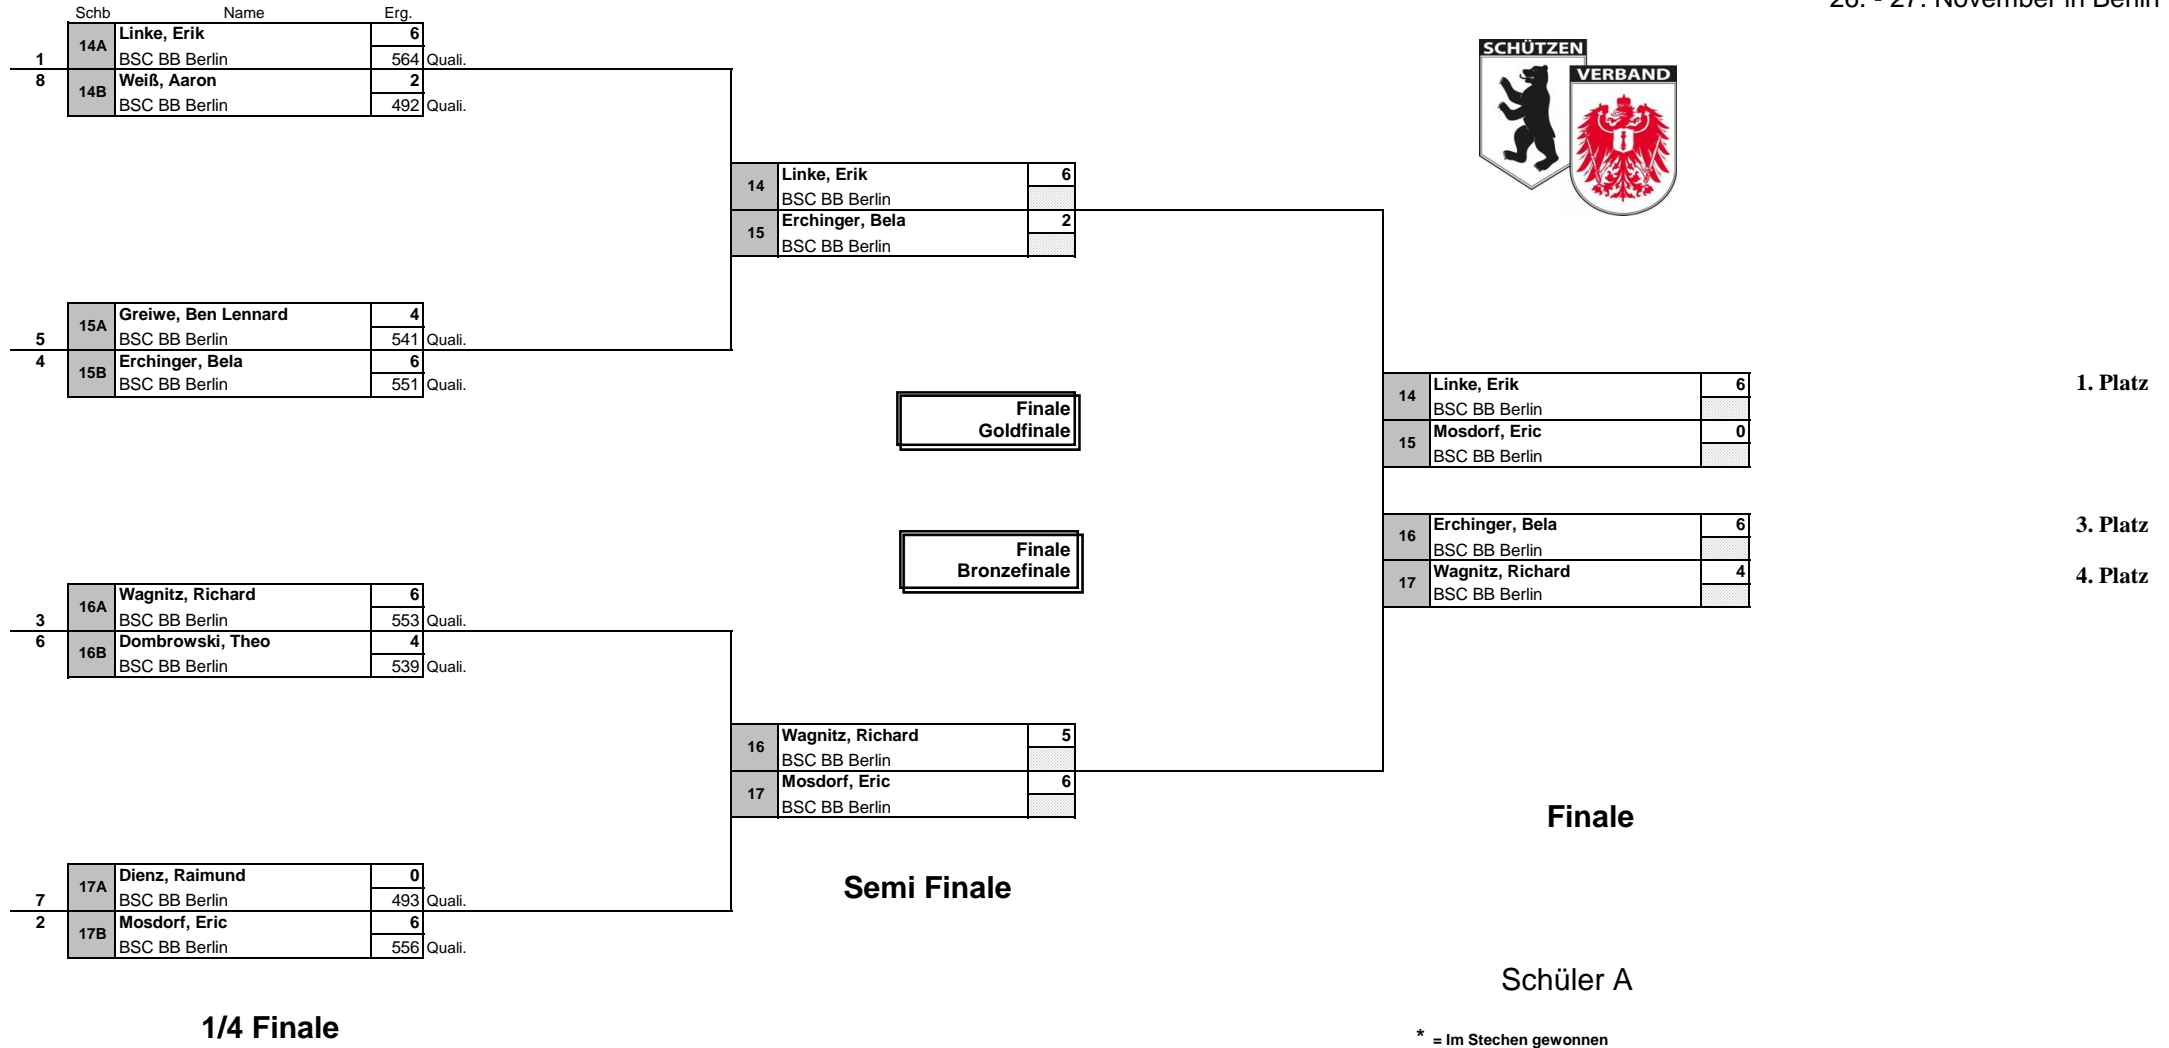 26. - 27. November in Berlin
Schb Name Erg.
14A Linke, Erik 6
1 BSC BB Berlin 564 Quali.
8 14B Weiß, Aaron 2
BSC BB Berlin 492 Quali.
SCHÜTZEN
VERBAND
14 Linke, Erik 6
BSC BB Berlin
15 Erchinger, Bela 2
BSC BB Berlin
15A Greiwe, Ben Lennard 4
5 BSC BB Berlin 541 Quali.
4 15B Erchinger, Bela 6
BSC BB Berlin 551 Quali.
Finale
Goldfinale
14 Linke, Erik 6 1. Platz
BSC BB Berlin
15 Mosdorf, Eric 0
BSC BB Berlin
Finale
Bronzefinale
16 Erchinger, Bela 6 3. Platz
BSC BB Berlin
17 Wagnitz, Richard 4 4. Platz
BSC BB Berlin
16A Wagnitz, Richard 6
3 BSC BB Berlin 553 Quali.
6 16B Dombrowski, Theo 4
BSC BB Berlin 539 Quali.
16 Wagnitz, Richard 5
BSC BB Berlin
17 Mosdorf, Eric 6
BSC BB Berlin
Finale
17A Dienz, Raimund 0
7 BSC BB Berlin 493 Quali.
2 17B Mosdorf, Eric 6
BSC BB Berlin 556 Quali.
Semi Finale
Schüler A
1/4 Finale
* = Im Stechen gewonnen